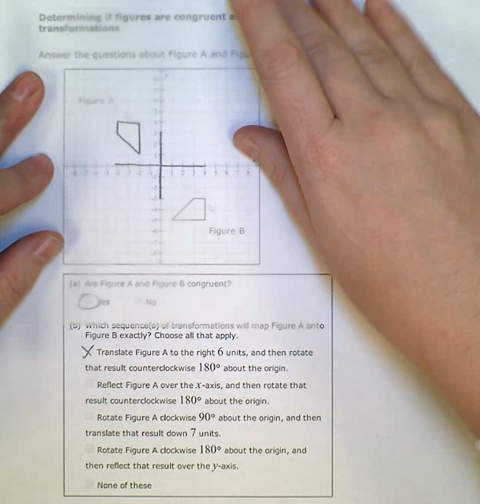 Determining if figures are congruent
transformations
Answer the questions about Figure A and
Figure A
Figure B
(a) Are Figure A and Figure B congruent?
Yes No
(b) Which sequence(s) of transformations will map Figure A onto
Figure B exactly? Choose all that apply.
Translate Figure A to the right 6 units, and then rotate
that result counterclockwise 180° about the origin.
Reflect Figure A over the x-axis, and then rotate that
result counterclockwise 180° about the origin.
Rotate Figure A clockwise 90° about the origin, and then
translate that result down 7 units.
Rotate Figure A clockwise 180° about the origin, and
then reflect that result over the y-axis.
None of these